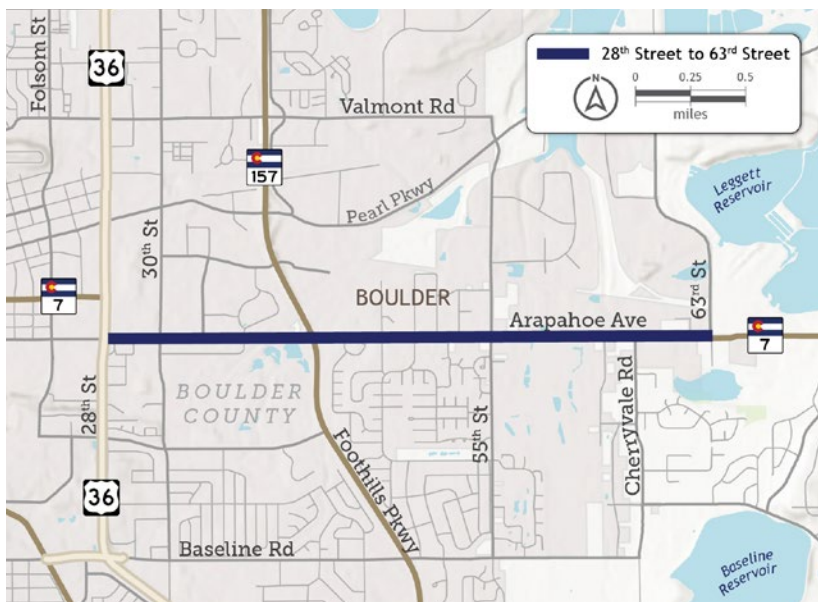 Folsom St
36
28th Street to 63rd Street
N
0 0.25 0.5
miles
Valmont Rd
157
Pearl Pkwy
Leggett
Reservoir
30th St
63rd St
7
BOULDER
Arapahoe Ave
7
28th St
BOULDER
COUNTY
55th St
Cherryvale Rd
Foothills Pkwy
36
Baseline Rd
Baseline
Reservoir